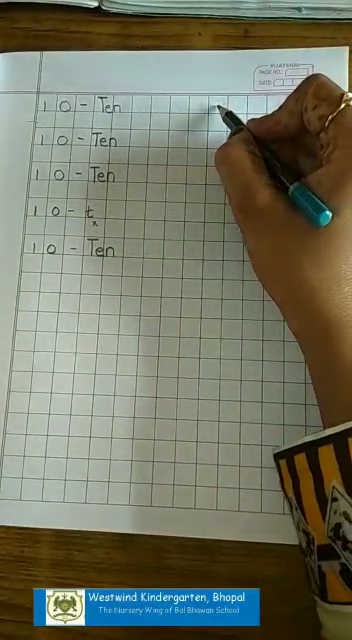 VIJAYSHRI
PAGE NO.:
DATE:
10 - Ten
10 - Ten
10 - Ten
10 - t
x
10 - Ten
Westwind Kindergarten, Bhopal
The Nursery Wing of Bal Bhawan School